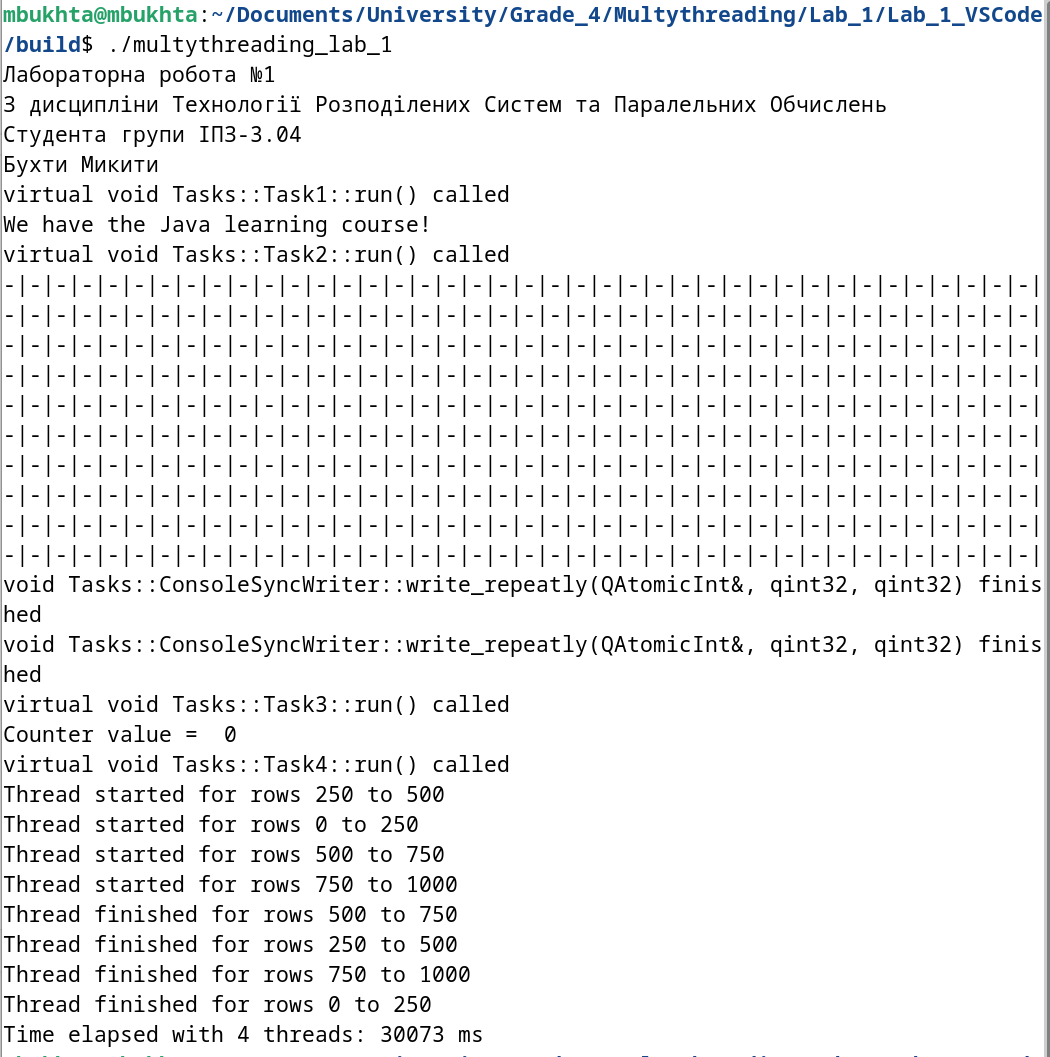 mbukhta@mbukhta:~/Documents/University/Grade_4/Multythreading/Lab_1/Lab_1_VSCode
/build$ ./multythreading_lab_1
Лабораторна робота №1
З дисципліни Технології Розподілених Систем та Паралельних Обчислень
Студента групи ІПЗ-3.04
Бухти Микити
virtual void Tasks::Task1::run() called
We have the Java learning course!
virtual void Tasks::Task2::run() called
-|-|-|-|-|-|-|-|-|-|-|-|-|-|-|-|-|-|-|-|-|-|-|-|-|-|-|-|-|-|-|-|-|-|-|-|-|-|-|-|
-|-|-|-|-|-|-|-|-|-|-|-|-|-|-|-|-|-|-|-|-|-|-|-|-|-|-|-|-|-|-|-|-|-|-|-|-|-|-|-|
-|-|-|-|-|-|-|-|-|-|-|-|-|-|-|-|-|-|-|-|-|-|-|-|-|-|-|-|-|-|-|-|-|-|-|-|-|-|-|-|
-|-|-|-|-|-|-|-|-|-|-|-|-|-|-|-|-|-|-|-|-|-|-|-|-|-|-|-|-|-|-|-|-|-|-|-|-|-|-|-|
-|-|-|-|-|-|-|-|-|-|-|-|-|-|-|-|-|-|-|-|-|-|-|-|-|-|-|-|-|-|-|-|-|-|-|-|-|-|-|-|
-|-|-|-|-|-|-|-|-|-|-|-|-|-|-|-|-|-|-|-|-|-|-|-|-|-|-|-|-|-|-|-|-|-|-|-|-|-|-|-|
-|-|-|-|-|-|-|-|-|-|-|-|-|-|-|-|-|-|-|-|-|-|-|-|-|-|-|-|-|-|-|-|-|-|-|-|-|-|-|-|
-|-|-|-|-|-|-|-|-|-|-|-|-|-|-|-|-|-|-|-|-|-|-|-|-|-|-|-|-|-|-|-|-|-|-|-|-|-|-|-|
-|-|-|-|-|-|-|-|-|-|-|-|-|-|-|-|-|-|-|-|-|-|-|-|-|-|-|-|-|-|-|-|-|-|-|-|-|-|-|-|
-|-|-|-|-|-|-|-|-|-|-|-|-|-|-|-|-|-|-|-|-|-|-|-|-|-|-|-|-|-|-|-|-|-|-|-|-|-|-|-|
void Tasks::ConsoleSyncWriter::write_repeatly(QAtomicInt&, qint32, qint32) finis
hed
void Tasks::ConsoleSyncWriter::write_repeatly(QAtomicInt&, qint32, qint32) finis
hed
virtual void Tasks::Task3::run() called
Counter value =  0
virtual void Tasks::Task4::run() called
Thread started for rows 250 to 500
Thread started for rows 0 to 250
Thread started for rows 500 to 750
Thread started for rows 750 to 1000
Thread finished for rows 500 to 750
Thread finished for rows 250 to 500
Thread finished for rows 750 to 1000
Thread finished for rows 0 to 250
Time elapsed with 4 threads: 30073 ms